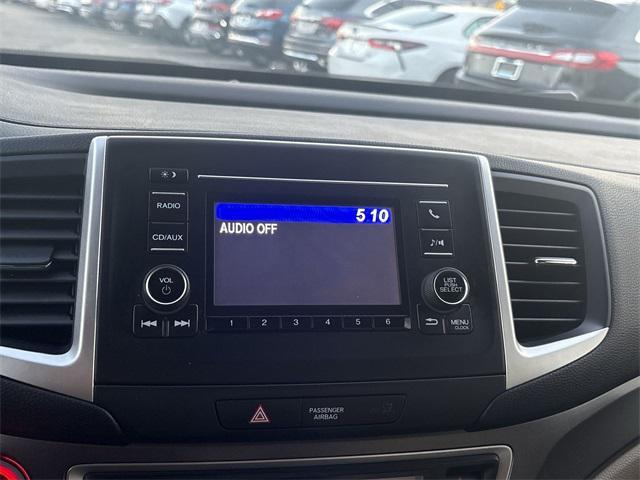 5 10
AUDIO OFF
RADIO
CD/AUX
VOL
LIST
PUSH
SELECT
MENU
CLOCK
1 2 3 4 5 6
PASSENGER
AIRBAG